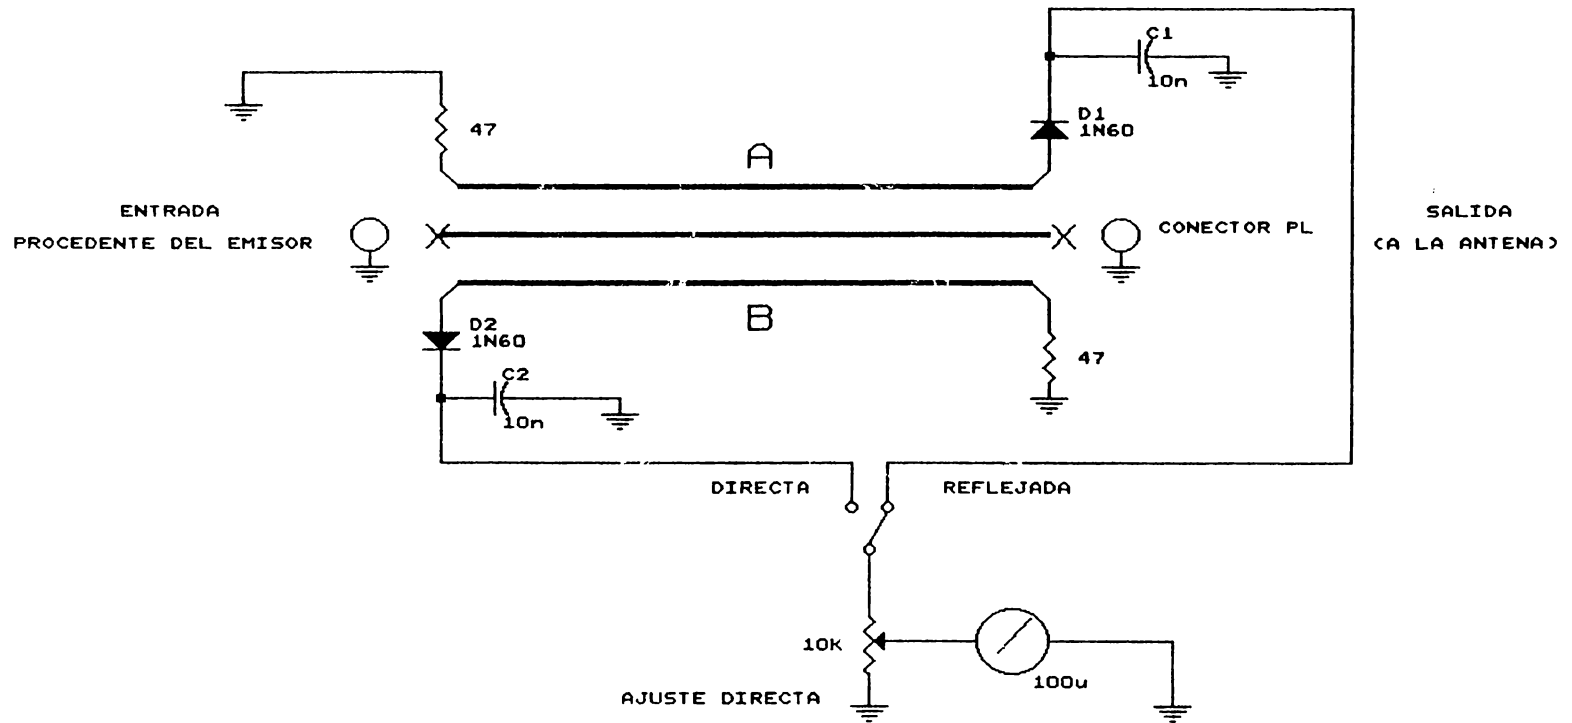 C1
10n
D1
1N60
47
A
ENTRADA
PROCEDENTE DEL EMISOR
CONECTOR PL
SALIDA
(A LA ANTENA)
B
D2
1N60
47
C2
10n
DIRECTA
REFLEJADA
10K
100u
AJUSTE DIRECTA